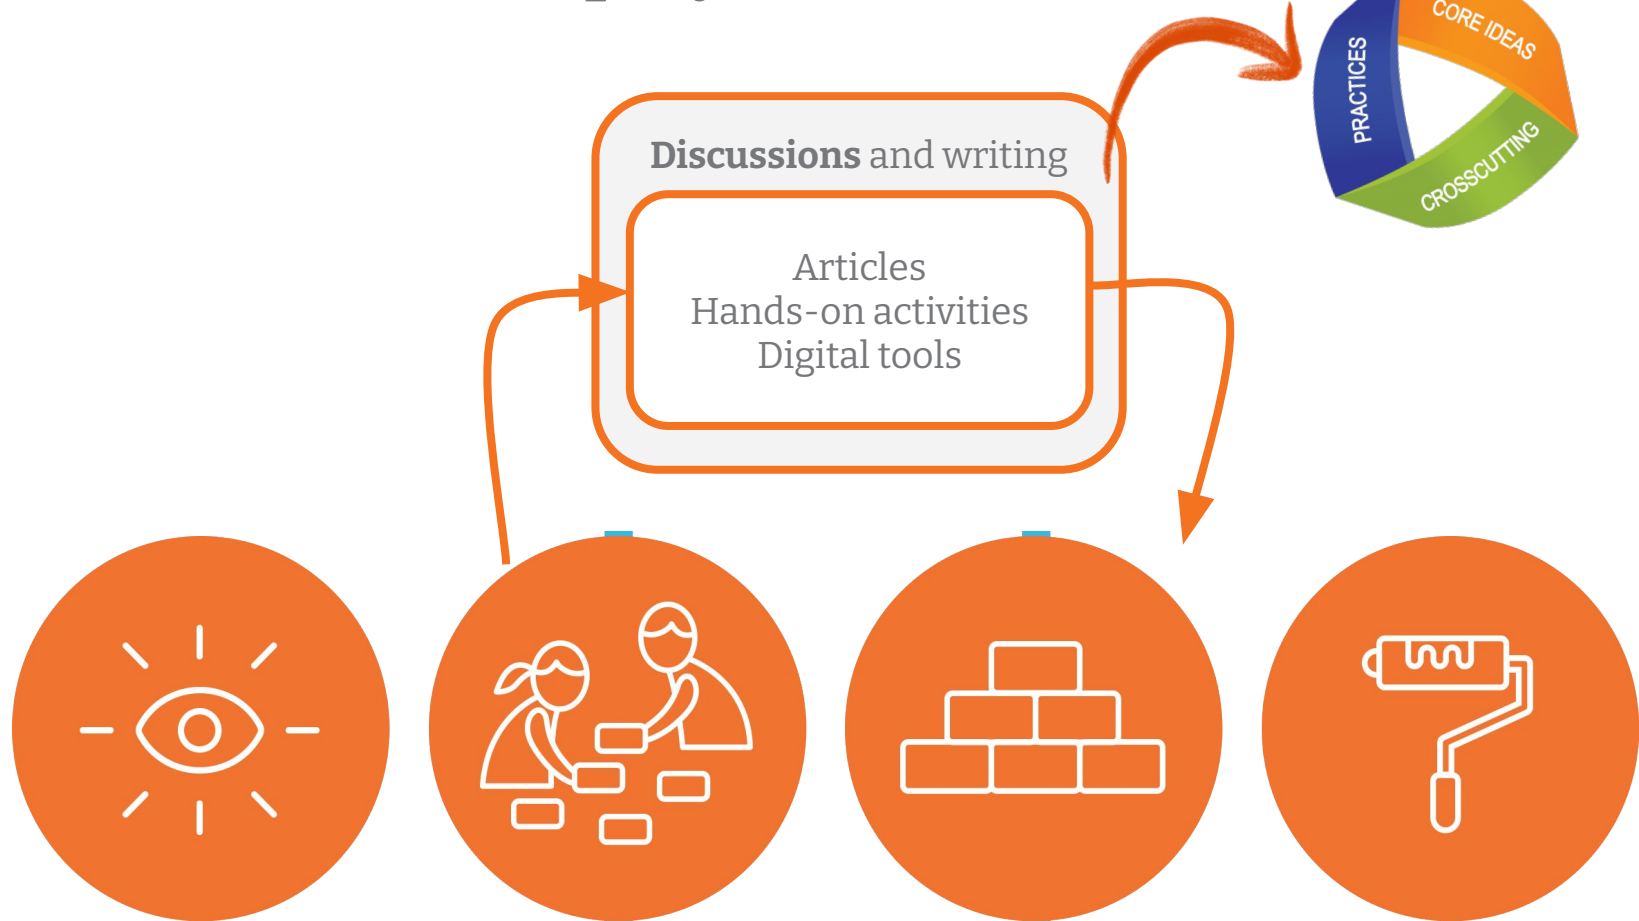 CORE IDEAS
PRACTICES
CROSSCUTTING
Discussions and writing
Articles
Hands-on activities
Digital tools